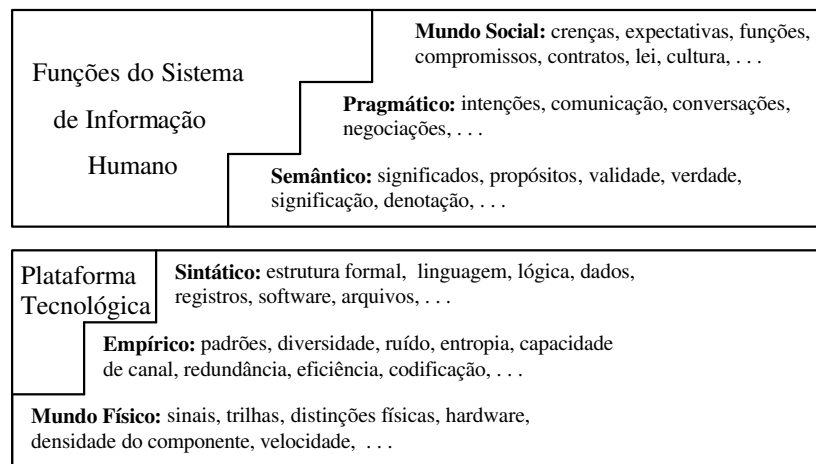 Mundo Social: crenças, expectativas, funções,
compromissos, contratos, lei, cultura, . . .
Funções do Sistema
de Informação
Humano
Pragmático: intenções, comunicação, conversações,
negociações, . . .
Semântico: significados, propósitos, validade, verdade,
significação, denotação, . . .
Plataforma
Tecnológica
Sintático: estrutura formal, linguagem, lógica, dados,
registros, software, arquivos, . . .
Empírico: padrões, diversidade, ruído, entropia, capacidade
de canal, redundância, eficiência, codificação, . . .
Mundo Físico: sinais, trilhas, distinções físicas, hardware,
densidade do componente, velocidade, . . .